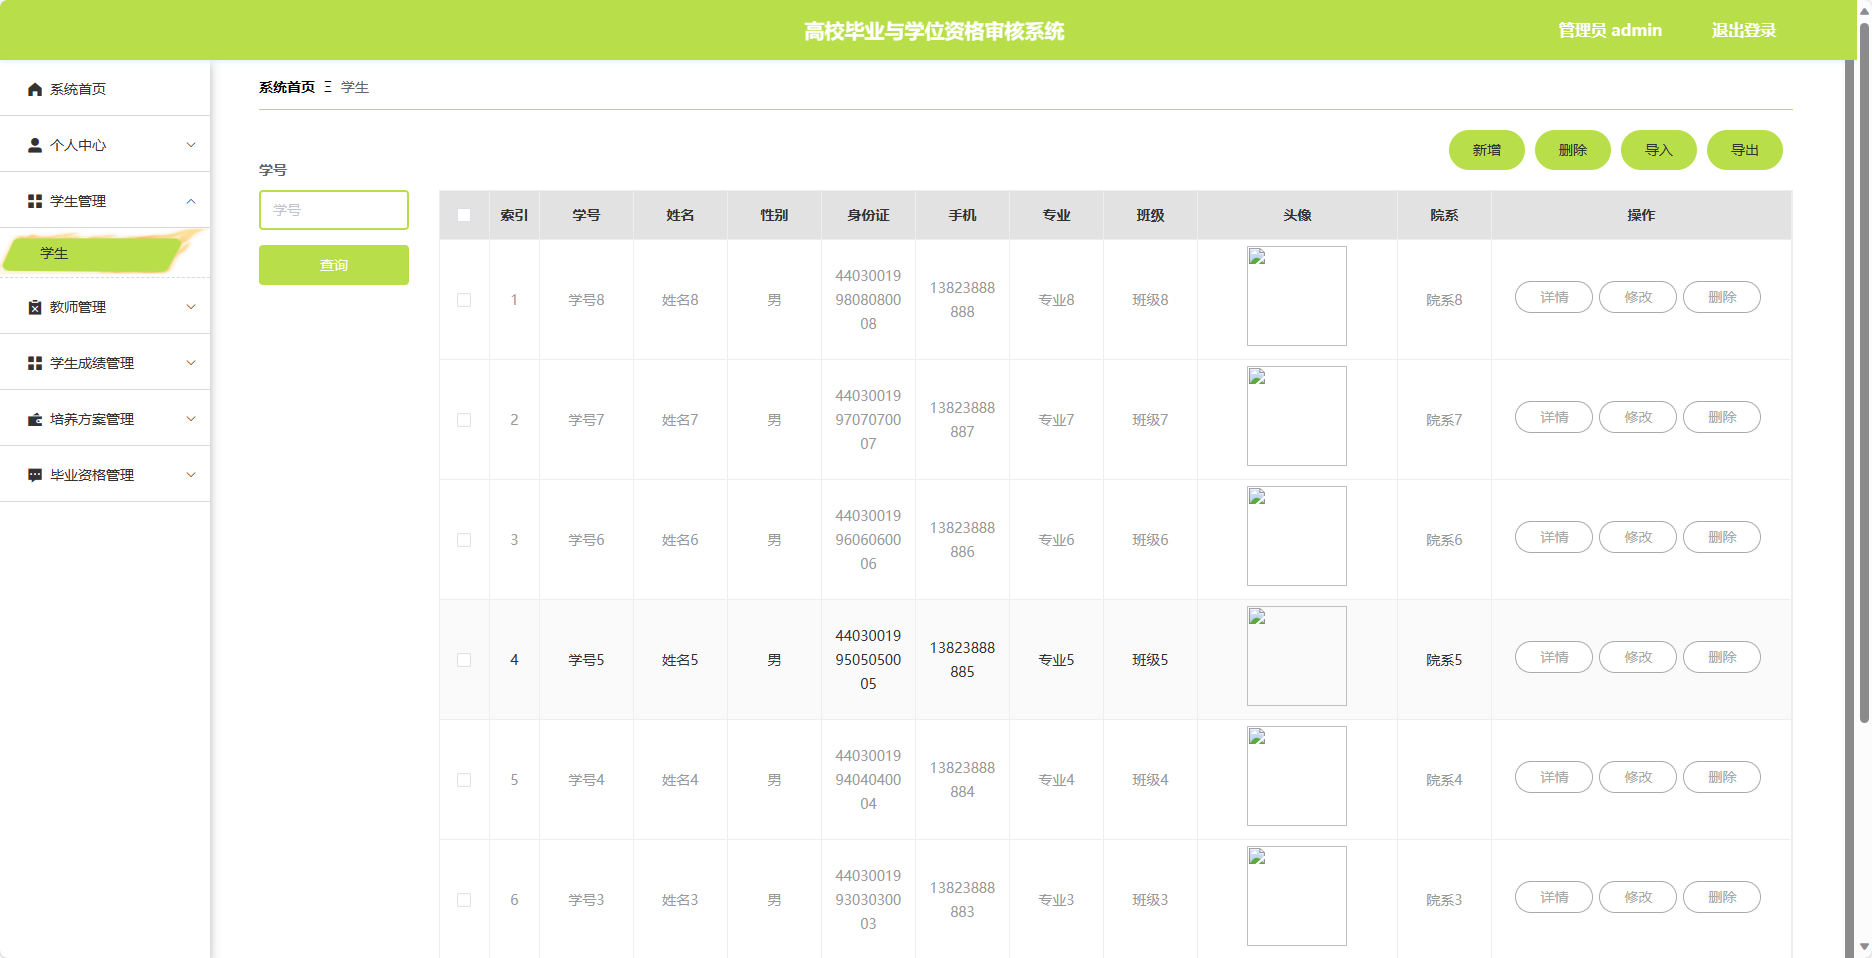 高校毕业与学位资格审核系统
管理员 admin
退出登录
系统首页
个人中心
学生管理
学生
教师管理
学生成绩管理
培养方案管理
毕业资格管理
系统首页 Ξ 学生
学号
学号
查询
新增 删除 导入 导出
索引 学号 姓名 性别 身份证 手机 专业 班级 头像 院系 操作
1 学号8 姓名8 男 440300199808080008 13823888888 专业8 班级8 院系8 详情 修改 删除
2 学号7 姓名7 男 440300199707070007 13823888887 专业7 班级7 院系7 详情 修改 删除
3 学号6 姓名6 男 440300199606060006 13823888886 专业6 班级6 院系6 详情 修改 删除
4 学号5 姓名5 男 440300199505050005 13823888885 专业5 班级5 院系5 详情 修改 删除
5 学号4 姓名4 男 440300199404040004 13823888884 专业4 班级4 院系4 详情 修改 删除
6 学号3 姓名3 男 440300199303030003 13823888883 专业3 班级3 院系3 详情 修改 删除